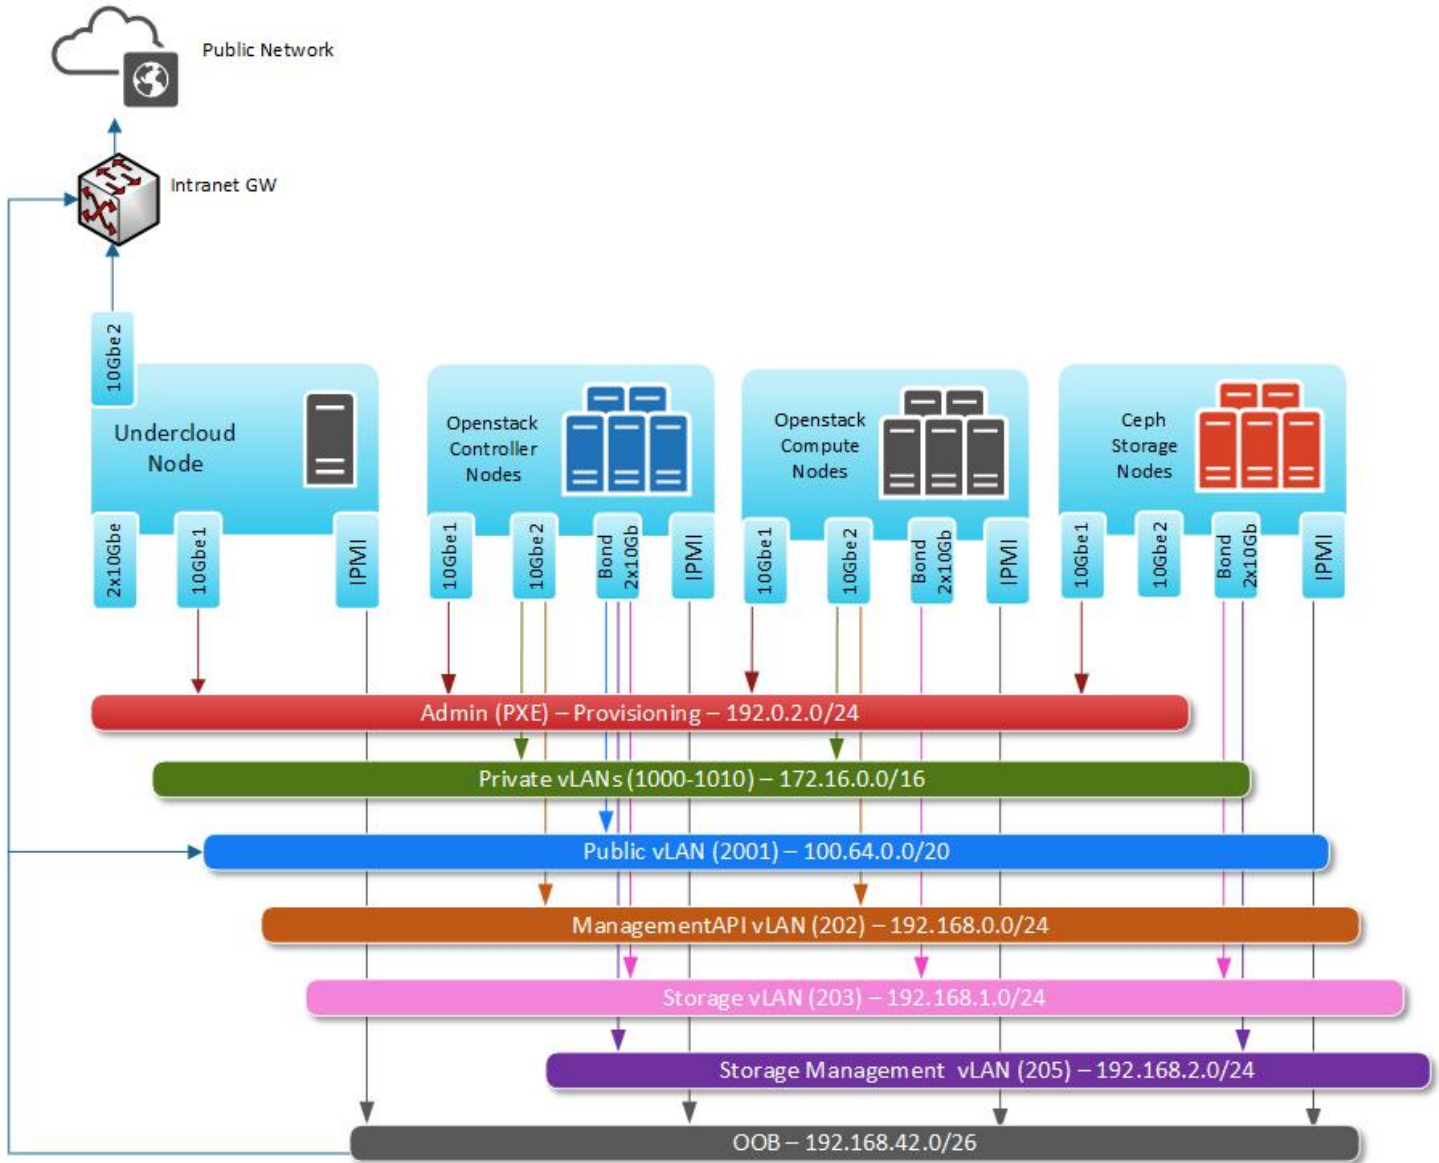 Public Network
Intranet GW
10Gbe2
Undercloud
Node
Openstack
Controller
Nodes
Openstack
Compute
Nodes
Ceph
Storage
Nodes
2x10Gbe
10Gbe1
IPMI
10Gbe1
10Gbe2
Bond
2x10Gb
IPMI
10Gbe1
10Gbe2
Bond
2x10Gb
IPMI
10Gbe1
10Gbe2
Bond
2x10Gb
IPMI
Admin (PXE) – Provisioning – 192.0.2.0/24
Private vLANs (1000-1010) – 172.16.0.0/16
Public vLAN (2001) – 100.64.0.0/20
ManagementAPI vLAN (202) – 192.168.0.0/24
Storage vLAN (203) – 192.168.1.0/24
Storage Management vLAN (205) – 192.168.2.0/24
OOB – 192.168.42.0/26